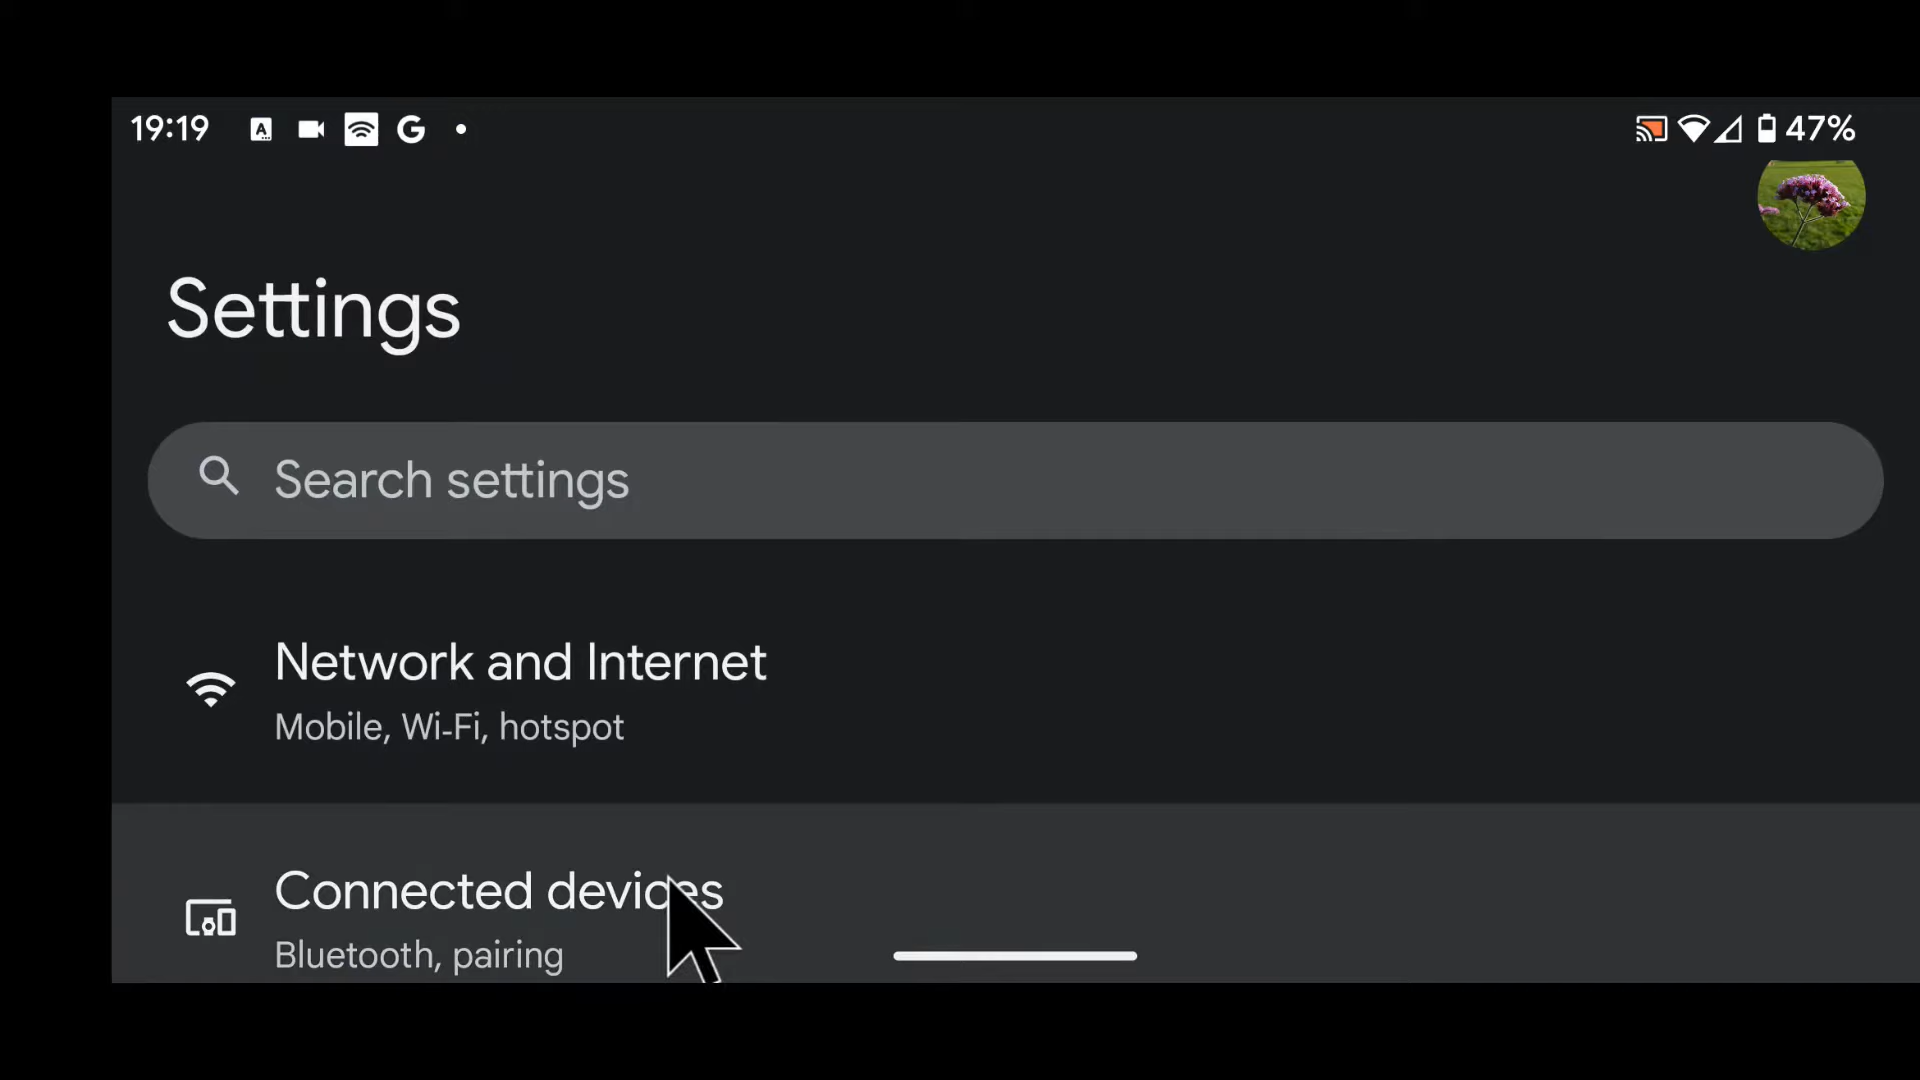 19:19
47%
Settings
Search settings
Network and Internet
Mobile, Wi-Fi, hotspot
Connected devices
Bluetooth, pairing